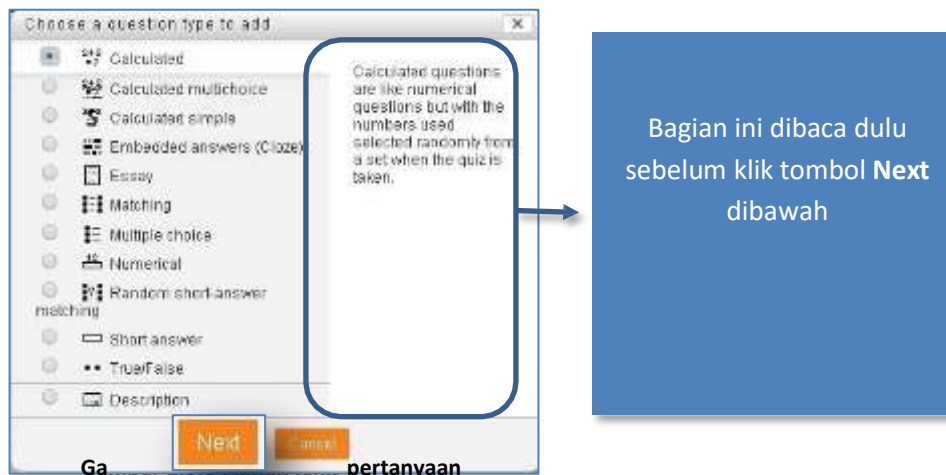 Choose a question type to add
Calculated
Calculated multichoice
Calculated simple
Embedded answers (Cloze)
Essay
Matching
Multiple choice
Numerical
Random short-answer
matching
Short answer
True/False
Description
Calculated questions
are like numerical
questions but with the
numbers used
selected randomly from
a set when the quiz is
taken.
Next
Cancel
Bagian ini dibaca dulu
sebelum klik tombol Next
dibawah
pertanyaan